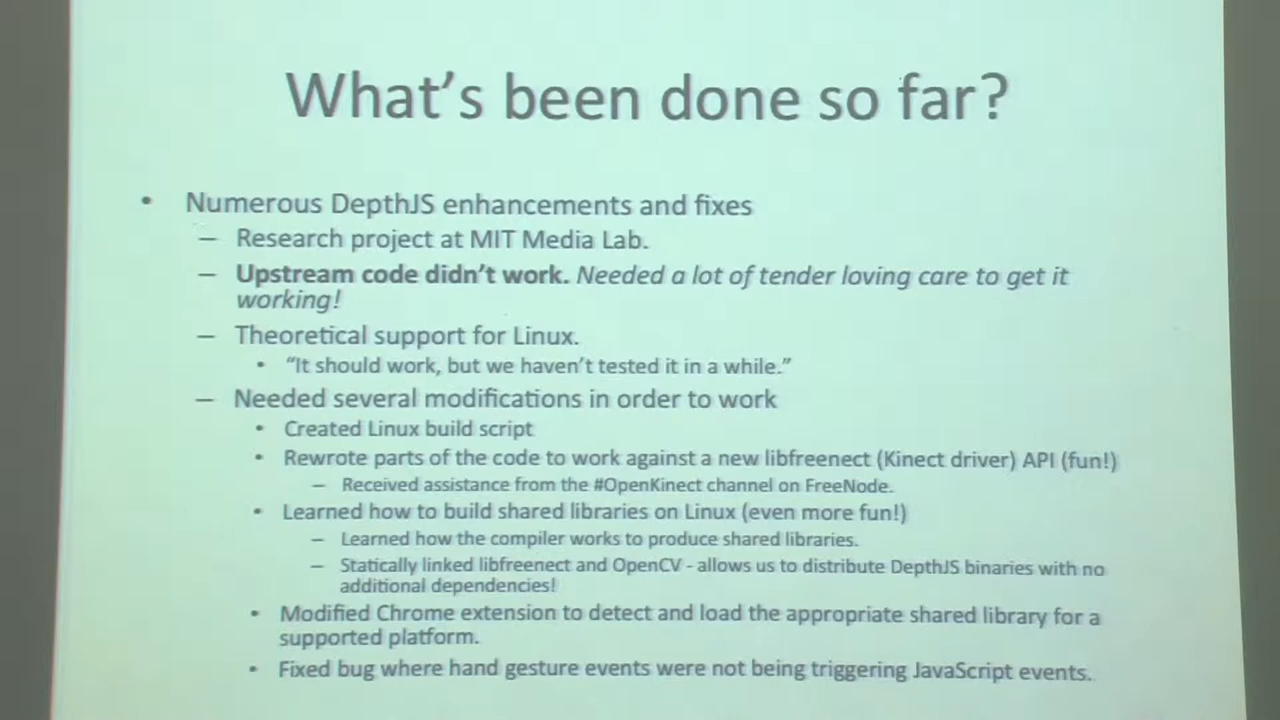 What's been done so far?
• Numerous DepthJS enhancements and fixes
– Research project at MIT Media Lab.
– Upstream code didn't work. Needed a lot of tender loving care to get it
working!
– Theoretical support for Linux.
• "It should work, but we haven't tested it in a while."
– Needed several modifications in order to work
• Created Linux build script
• Rewrote parts of the code to work against a new libfreenect (Kinect driver) API (fun!)
– Received assistance from the #OpenKinect channel on FreeNode.
• Learned how to build shared libraries on Linux (even more fun!)
– Learned how the compiler works to produce shared libraries.
– Statically linked libfreenect and OpenCV - allows us to distribute DepthJS binaries with no
additional dependencies!
• Modified Chrome extension to detect and load the appropriate shared library for a
supported platform.
• Fixed bug where hand gesture events were not being triggering JavaScript events.